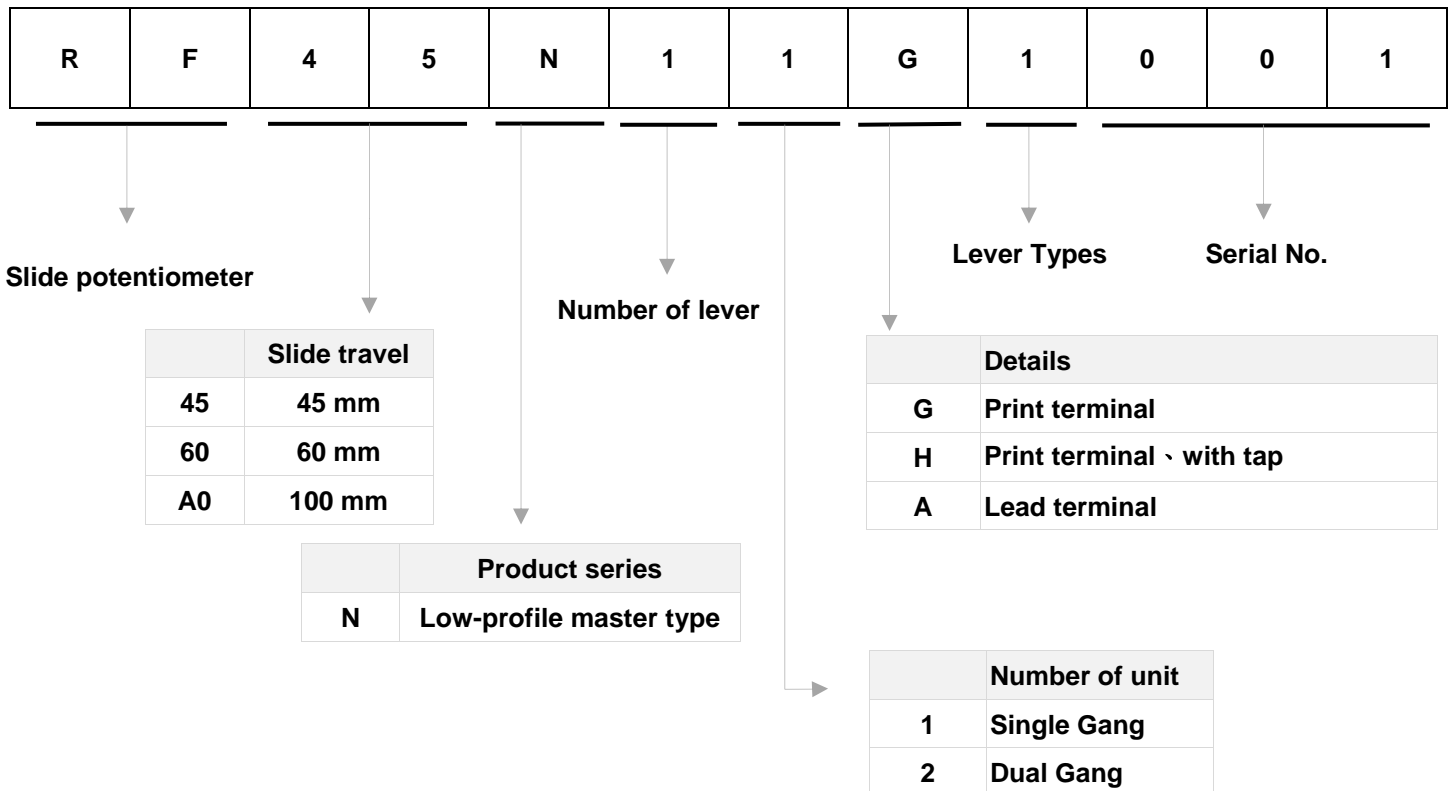 R F 4 5 N 1 1 G 1 0 0 1
Slide potentiometer
Slide travel
45 45 mm
60 60 mm
A0 100 mm
Product series
N Low-profile master type
Number of lever
Number of unit
1 Single Gang
2 Dual Gang
Details
G Print terminal
H Print terminal、with tap
A Lead terminal
Lever Types
Serial No.